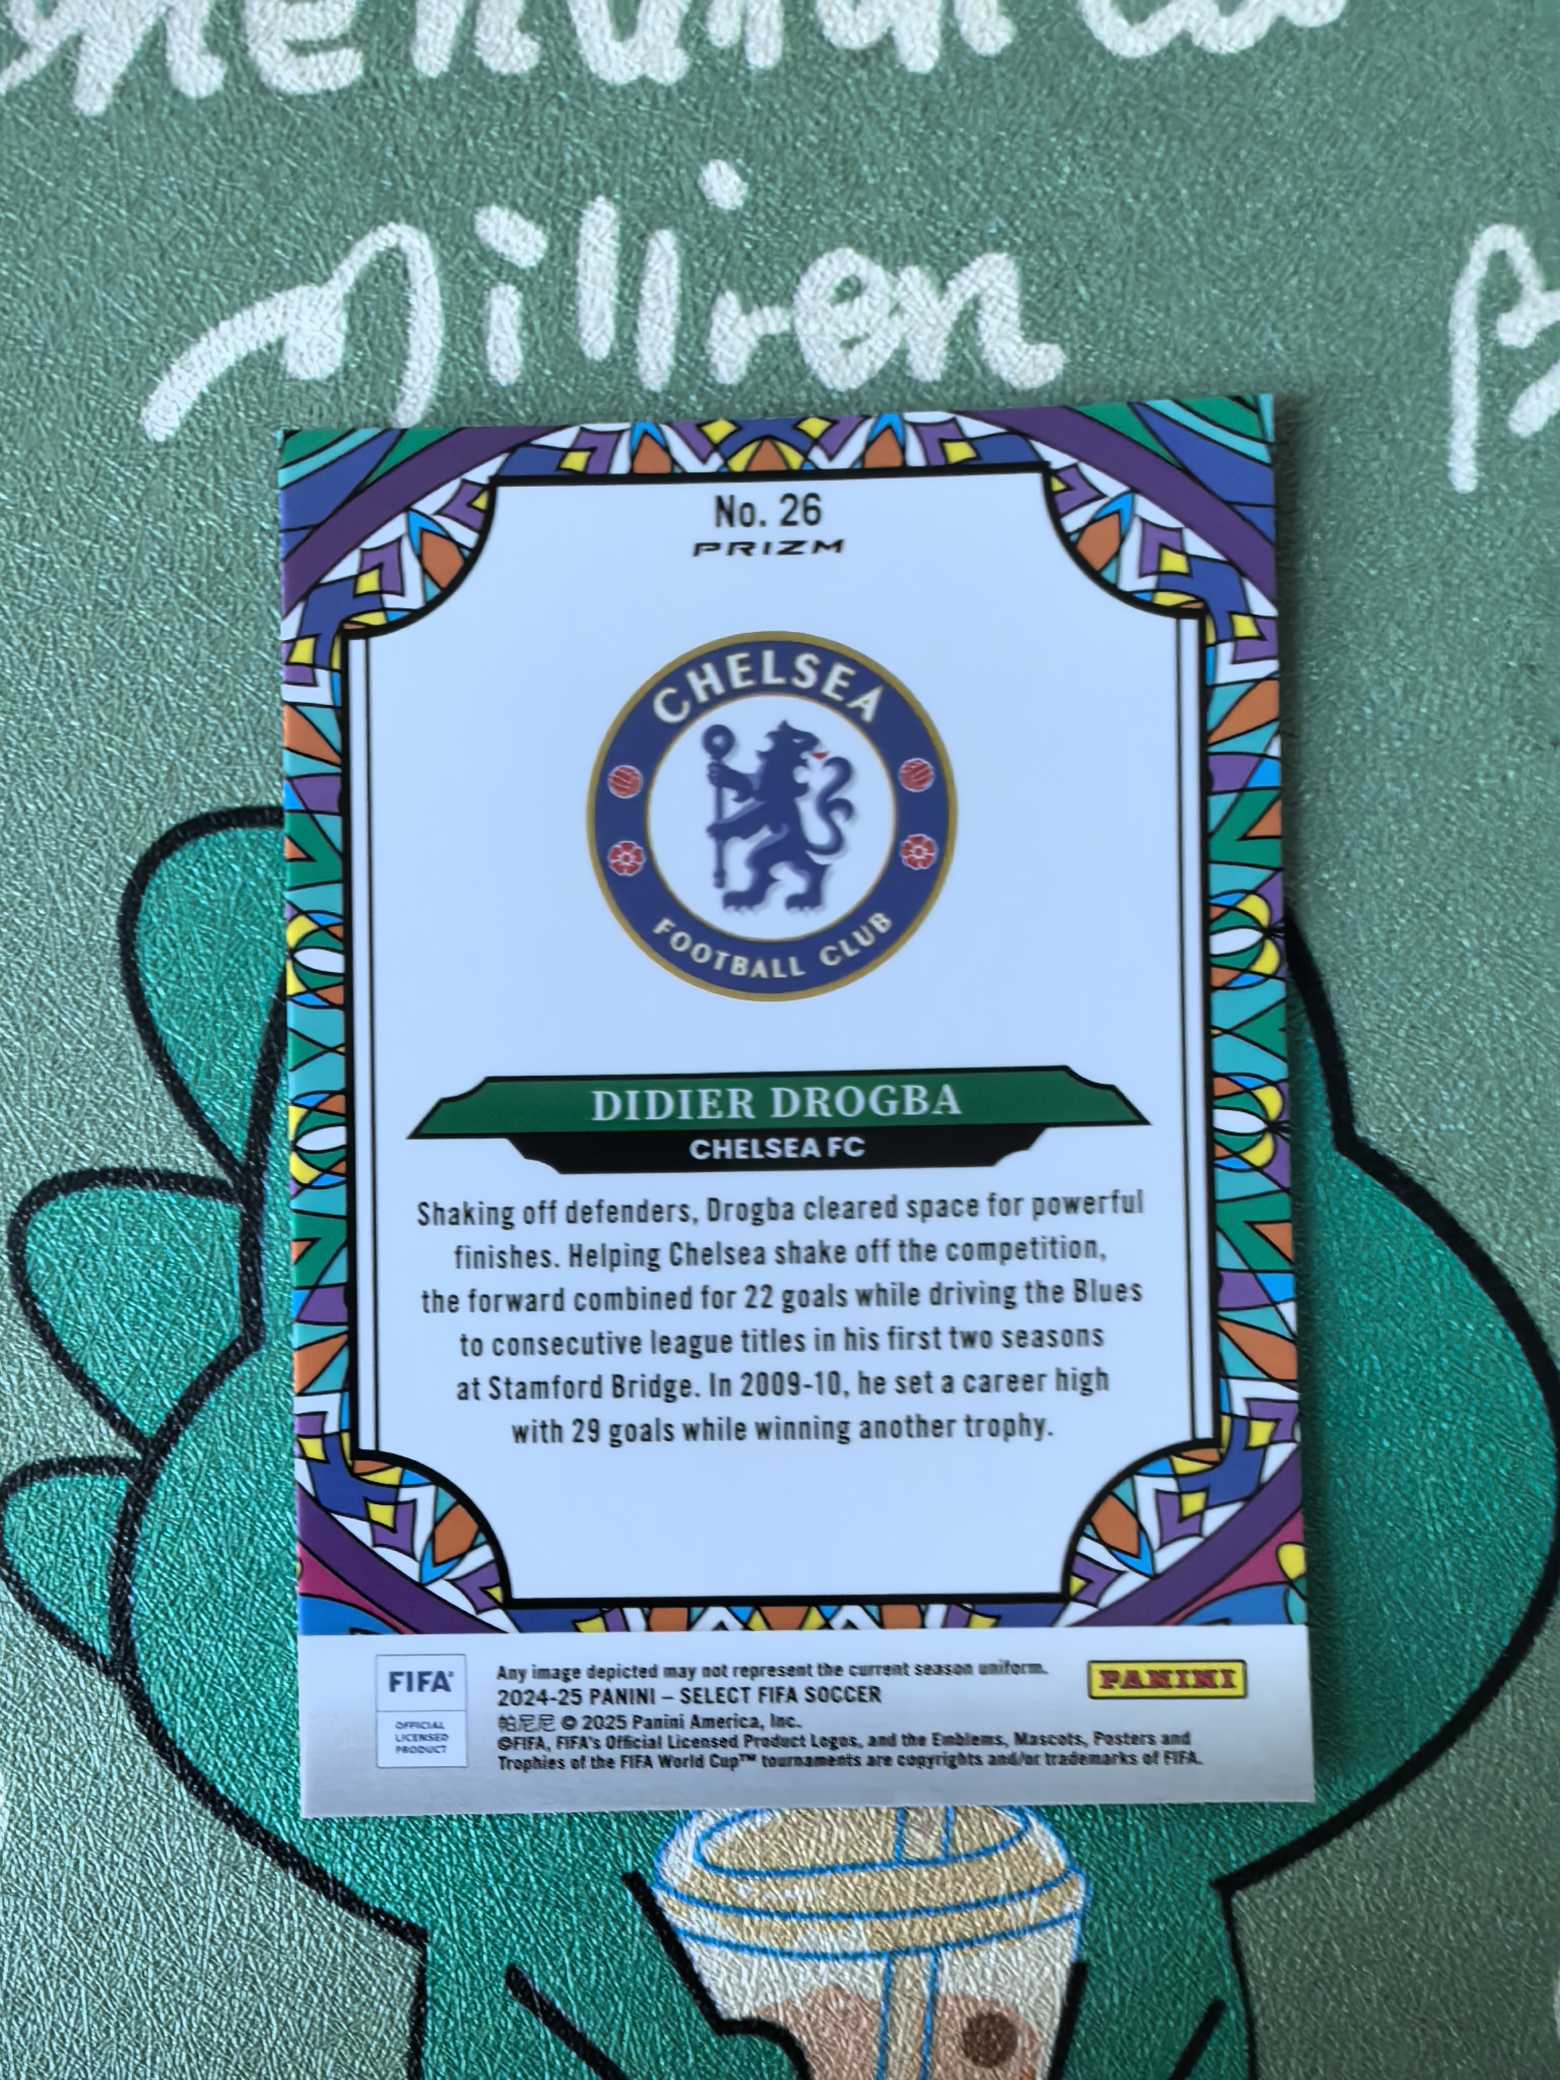 No. 26
PRIZM
CHELSEA
FOOTBALL CLUB
DIDIER DROGBA
CHELSEA FC
Shaking off defenders, Drogba cleared space for powerful
finishes. Helping Chelsea shake off the competition,
the forward combined for 22 goals while driving the Blues
to consecutive league titles in his first two seasons
at Stamford Bridge. In 2009-10, he set a career high
with 29 goals while winning another trophy.
FIFA®
OFFICIAL
LICENSED
PRODUCT
Any image depicted may not represent the current season uniform.
2024-25 PANINI – SELECT FIFA SOCCER
帕尼尼 © 2025 Panini America, Inc.
©FIFA, FIFA's Official Licensed Product Logos, and the Emblems, Mascots, Posters and
Trophies of the FIFA World Cup™ tournaments are copyrights and/or trademarks of FIFA.
PANINI